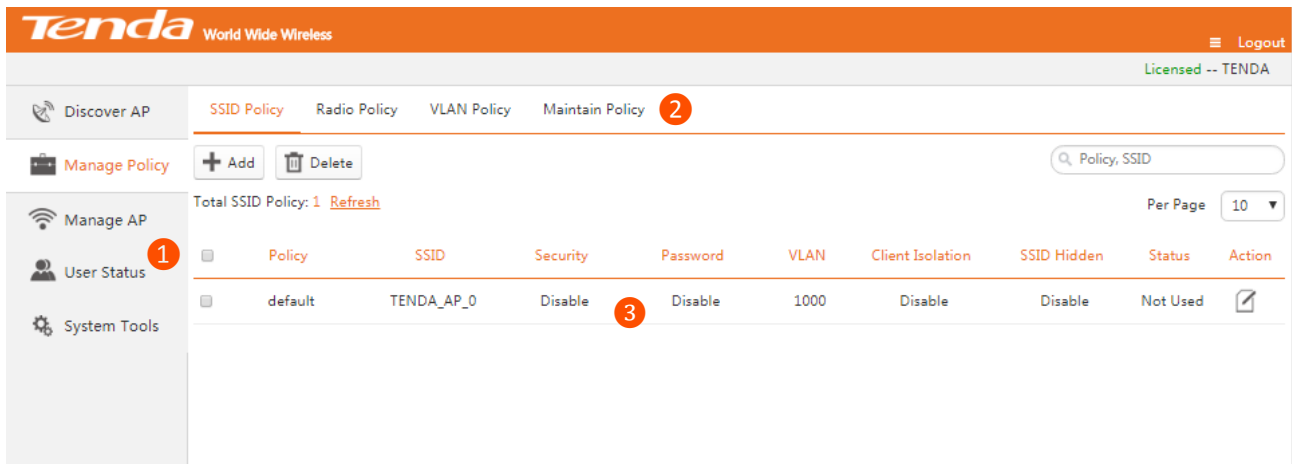 Tenda World Wide Wireless
Logout
Licensed -- TENDA
Discover AP
SSID Policy Radio Policy VLAN Policy Maintain Policy 2
Manage Policy
Add Delete
Policy, SSID
Manage AP
Total SSID Policy: 1 Refresh
Per Page 10
1
User Status
Policy SSID Security Password VLAN Client Isolation SSID Hidden Status Action
default TENDA_AP_0 Disable Disable 1000 Disable Disable Not Used
3
System Tools